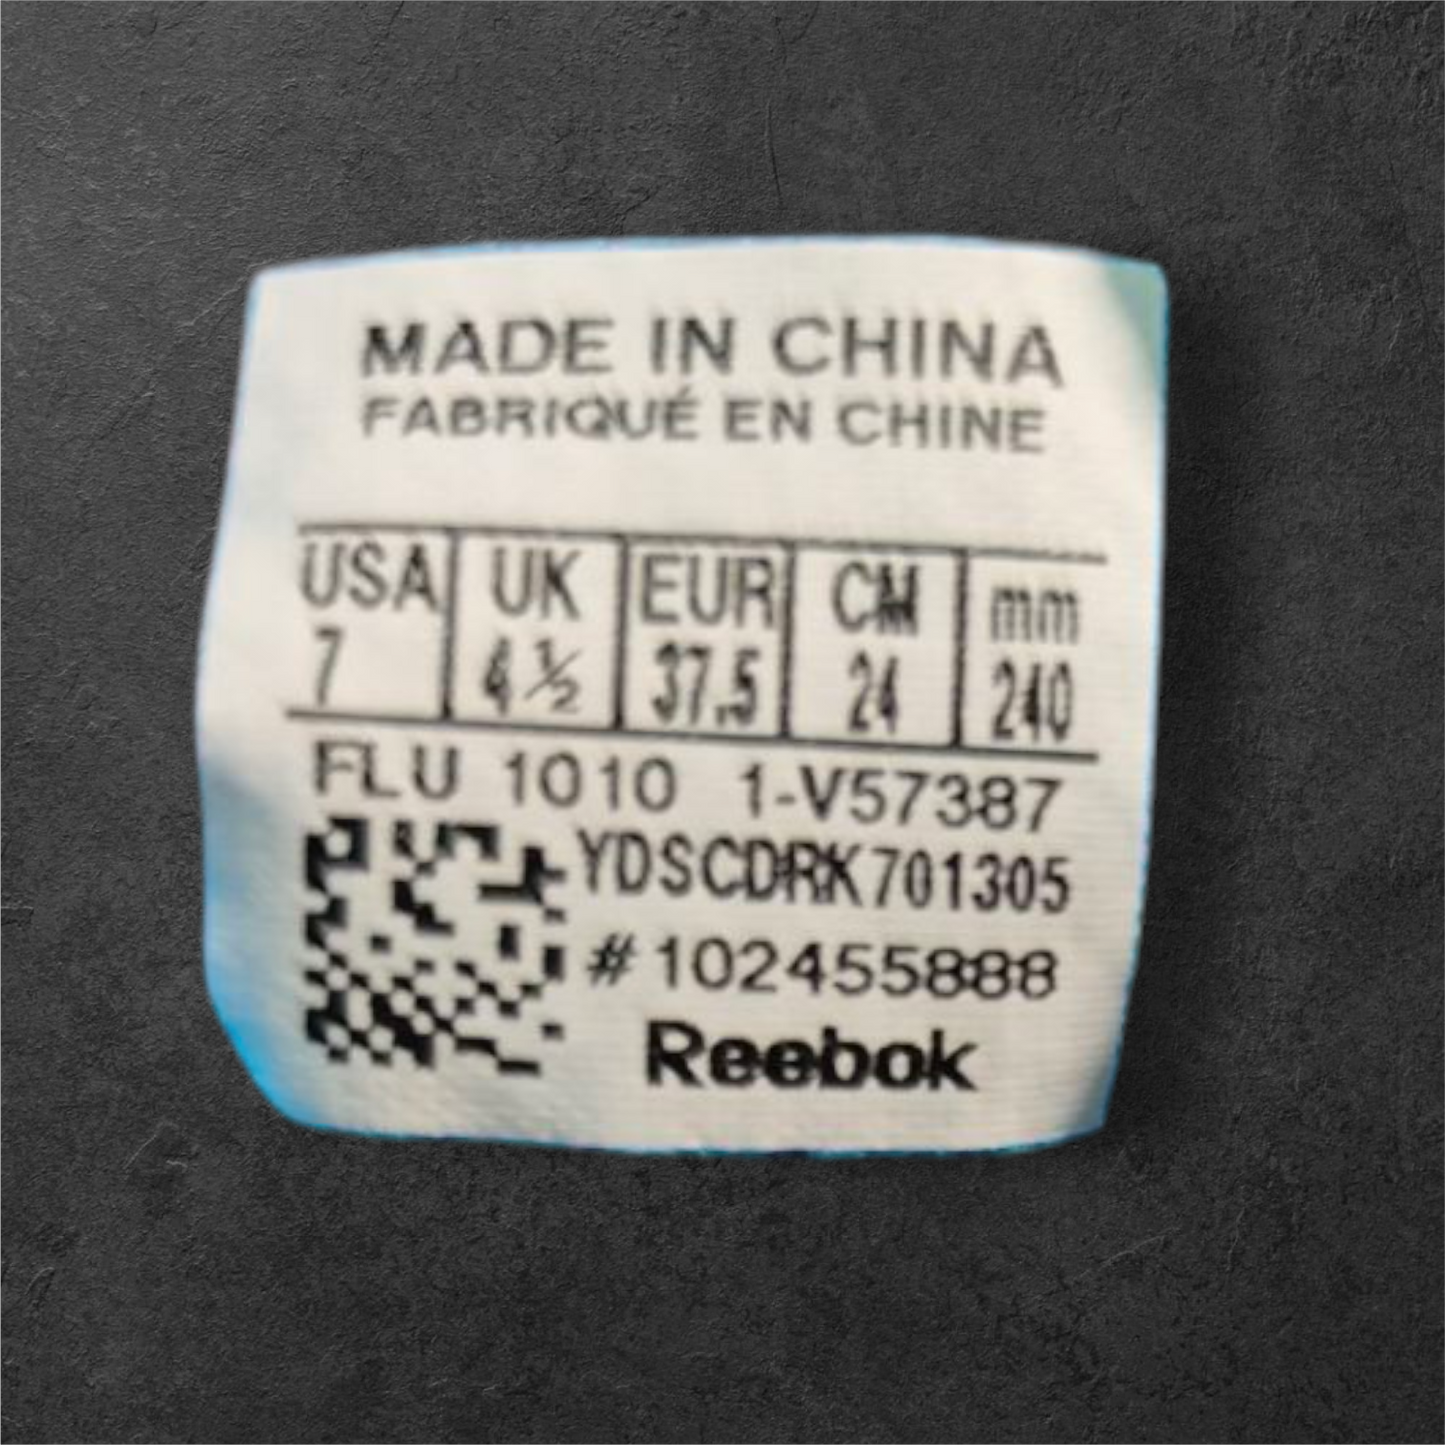 MADE IN CHINA
FABRIQUÉ EN CHINE
USA UK EUR CM mm
7 4 ½ 37.5 24 240
FLU 1010 1-V57387
YDSCDRK701305
#102455888
Reebok